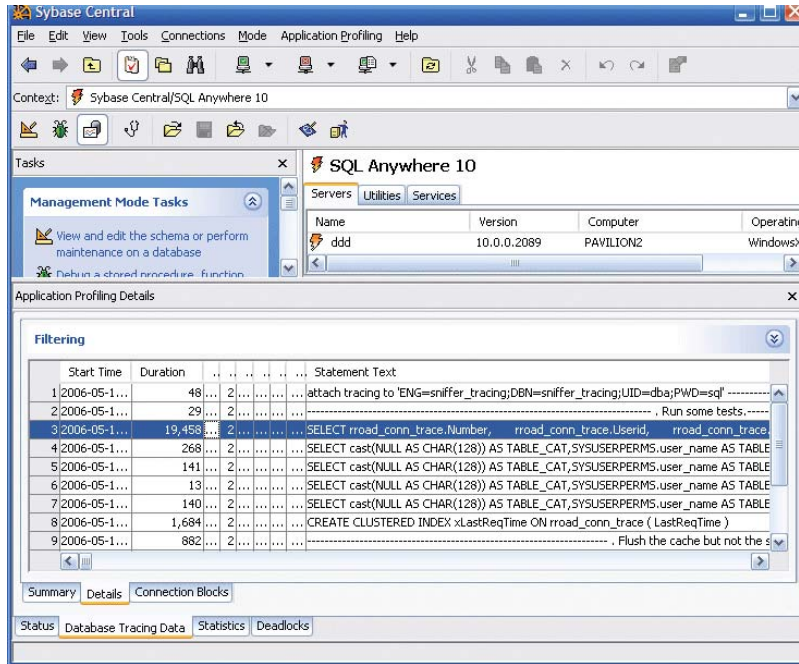 Sybase Central
File Edit View Tools Connections Mode Application Profiling Help
Context: Sybase Central/SQL Anywhere 10
Tasks
Management Mode Tasks
View and edit the schema or perform
maintenance on a database
Debug a stored procedure, function
SQL Anywhere 10
Servers Utilities Services
Name Version Computer Operatin
ddd 10.0.0.2089 PAVILION2 WindowsX
Application Profiling Details
Filtering
Start Time Duration .. .. .. .. .. ... Statement Text
1 2006-05-1... 48 ... 2 ... ... ... ... attach tracing to 'ENG=sniffer_tracing;DBN=sniffer_tracing;UID=dba;PWD=sql' ----------
2 2006-05-1... 29 ... 2 ... ... ... ... ---------------------------------------------------------------------- . Run some tests.-----
3 2006-05-1... 19,458 ... 2 ... ... ... ... SELECT rroad_conn_trace.Number, rroad_conn_trace.Userid, rroad_conn_trace.
4 2006-05-1... 268 ... 2 ... ... ... ... SELECT cast(NULL AS CHAR(128)) AS TABLE_CAT,SYSUSERPERMS.user_name AS TABLE
5 2006-05-1... 141 ... 2 ... ... ... ... SELECT cast(NULL AS CHAR(128)) AS TABLE_CAT,SYSUSERPERMS.user_name AS TABLE
6 2006-05-1... 13 ... 2 ... ... ... ... SELECT cast(NULL AS CHAR(128)) AS TABLE_CAT,SYSUSERPERMS.user_name AS TABLE
7 2006-05-1... 140 ... 2 ... ... ... ... SELECT cast(NULL AS CHAR(128)) AS TABLE_CAT,SYSUSERPERMS.user_name AS TABLE
8 2006-05-1... 1,684 ... 2 ... ... ... ... CREATE CLUSTERED INDEX xLastReqTime ON rroad_conn_trace ( LastReqTime )
9 2006-05-1... 882 ... 2 ... ... ... ... ------------------------------------------------------------ . Flush the cache but not the s
Summary Details Connection Blocks
Status Database Tracing Data Statistics Deadlocks